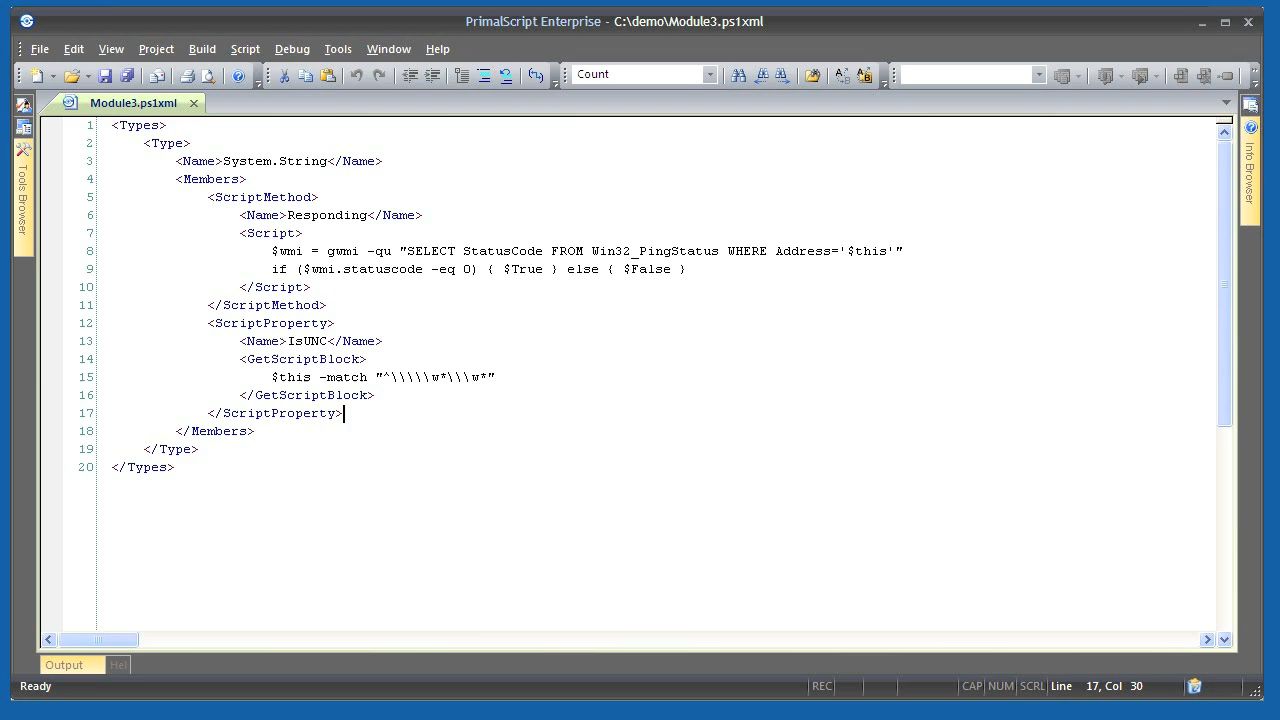 PrimalScript Enterprise - C:\demo\Module3.ps1xml
File Edit View Project Build Script Debug Tools Window Help
Count
Module3.ps1xml
Tools Browser
Info Browser
1 <Types>
2 <Type>
3 <Name>System.String</Name>
4 <Members>
5 <ScriptMethod>
6 <Name>Responding</Name>
7 <Script>
8 $wmi = gwmi -qu "SELECT StatusCode FROM Win32_PingStatus WHERE Address='$this'"
9 if ($wmi.statuscode -eq 0) { $True } else { $False }
10 </Script>
11 </ScriptMethod>
12 <ScriptProperty>
13 <Name>IsUNC</Name>
14 <GetScriptBlock>
15 $this -match "^\\\\\w*\\\w*"
16 </GetScriptBlock>
17 </ScriptProperty>
18 </Members>
19 </Type>
20 </Types>
Output Hel
Ready REC CAP NUM SCRL Line 17, Col 30